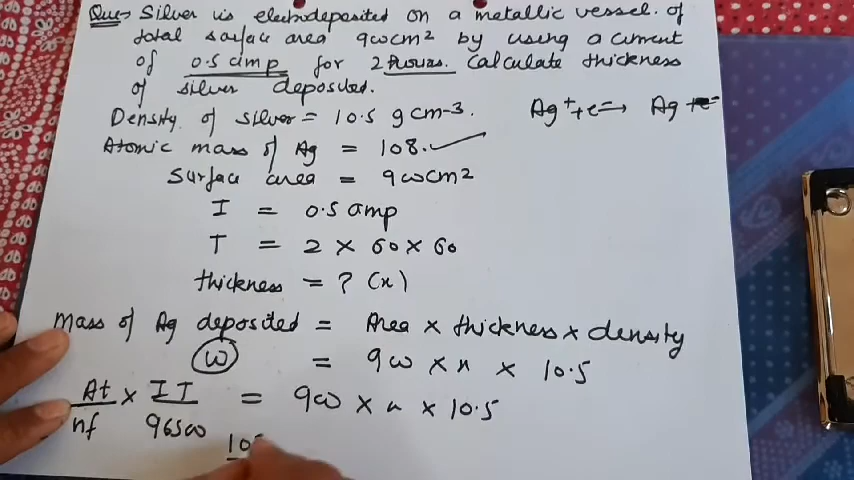 Que→ Silver is electrodeposited on a metallic vessel. of
total surface area 900cm² by using a current
of 0.5 amp for 2 hours. Calculate thickness
of silver deposited.
Density of silver = 10.5 g cm-3.
Ag⁺ + e⁻ → Ag
Atomic mass of Ag = 108.
Surface area = 900cm²
I = 0.5 amp
T = 2 × 60 × 60
thickness = ? (x)
Mass of Ag deposited = Area × thickness × density
W = 900 × x × 10.5
At/nf × IT/96500 = 900 × x × 10.5